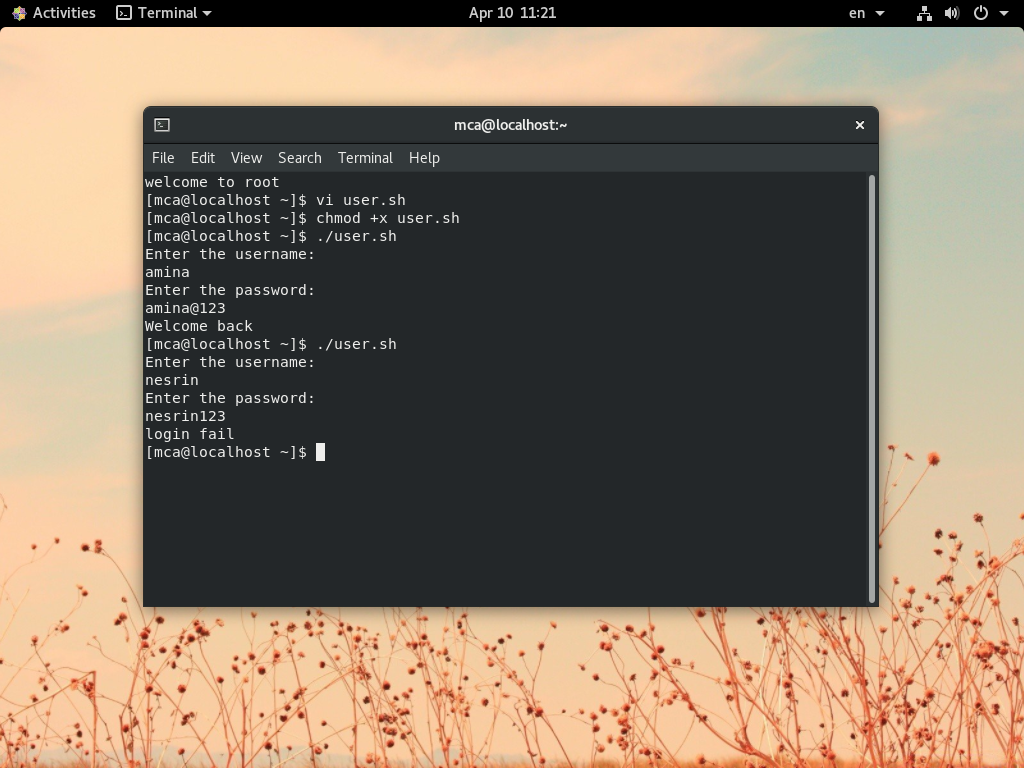 Activities Terminal Apr 10 11:21 en
mca@localhost:~
File Edit View Search Terminal Help
welcome to root
[mca@localhost ~]$ vi user.sh
[mca@localhost ~]$ chmod +x user.sh
[mca@localhost ~]$ ./user.sh
Enter the username:
amina
Enter the password:
amina@123
Welcome back
[mca@localhost ~]$ ./user.sh
Enter the username:
nesrin
Enter the password:
nesrin123
login fail
[mca@localhost ~]$